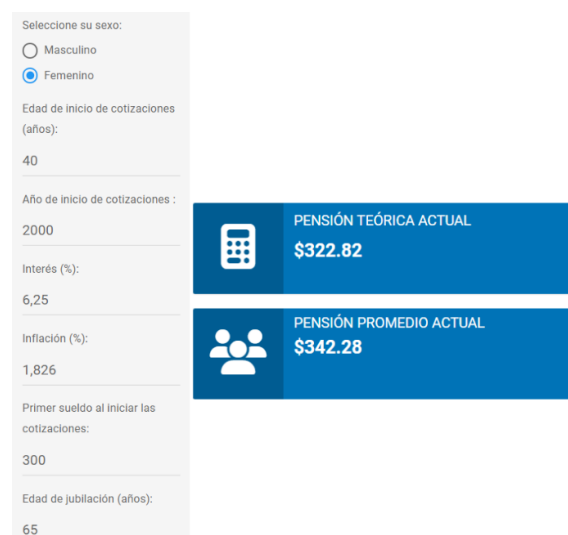 Seleccione su sexo:
Masculino
Femenino
Edad de inicio de cotizaciones
(años):
40
Año de inicio de cotizaciones :
2000
Interés (%):
6,25
Inflación (%):
1,826
Primer sueldo al iniciar las
cotizaciones:
300
Edad de jubilación (años):
65
PENSIÓN TEÓRICA ACTUAL
$322.82
PENSIÓN PROMEDIO ACTUAL
$342.28